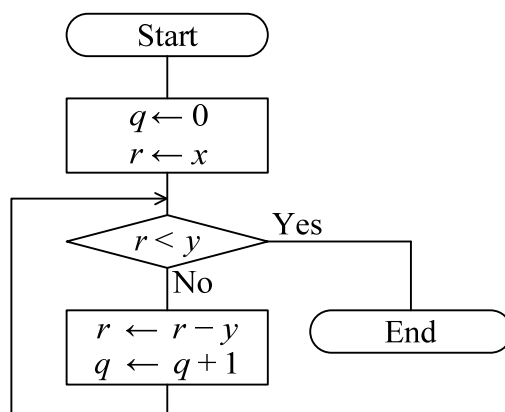 Start
q ← 0
r ← x
r < y
Yes
No
r ← r − y
q ← q + 1
End